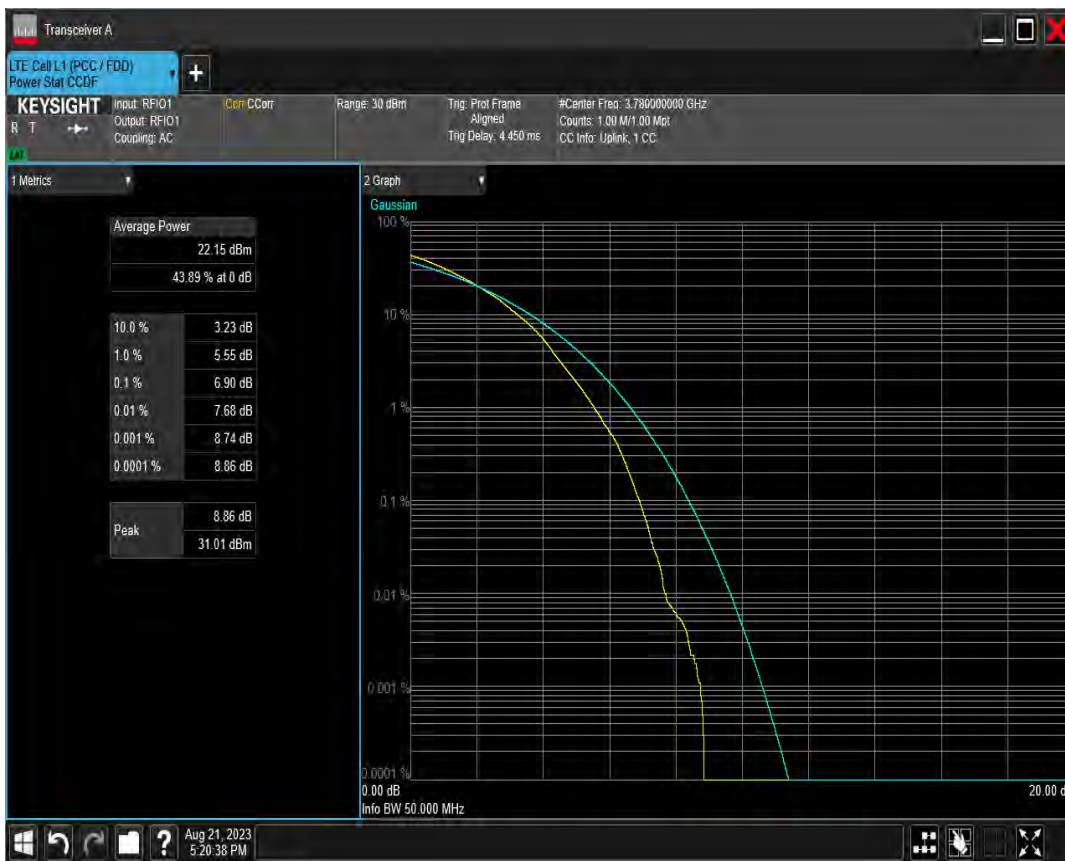 Transceiver A
LTE Cell L1 (PCC / FDD)
Power Stat CCDF
+
KEYSIGHT
R T
LXI
Input: RFIO1
Output: RFIO1
Coupling: AC
Corr CCorr
Range: 30 dBm
Trig: Prot Frame
Aligned
Trig Delay: 4.450 ms
#Center Freq: 3.780000000 GHz
Counts: 1.00 M/1.00 Mpt
CC Info: Uplink, 1 CC
1 Metrics
Average Power
22.15 dBm
43.89 % at 0 dB
10.0 % 3.23 dB
1.0 % 5.55 dB
0.1 % 6.90 dB
0.01 % 7.68 dB
0.001 % 8.74 dB
0.0001 % 8.86 dB
Peak 8.86 dB
31.01 dBm
2 Graph
Gaussian
100 %
10 %
1 %
0.1 %
0.01 %
0.001 %
0.0001 %
0.00 dB 20.00 d
Info BW 50.000 MHz
?
Aug 21, 2023
5:20:38 PM